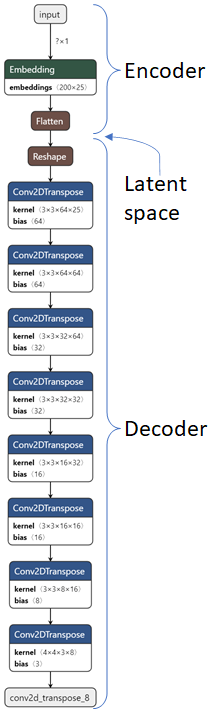 input
?×1
Encoder
Embedding
embeddings ⟨200×25⟩
Flatten
Reshape
Latent
space
Conv2DTranspose
kernel ⟨3×3×64×25⟩
bias ⟨64⟩
Conv2DTranspose
kernel ⟨3×3×64×64⟩
bias ⟨64⟩
Conv2DTranspose
kernel ⟨3×3×32×64⟩
bias ⟨32⟩
Conv2DTranspose
kernel ⟨3×3×32×32⟩
bias ⟨32⟩
Decoder
Conv2DTranspose
kernel ⟨3×3×16×32⟩
bias ⟨16⟩
Conv2DTranspose
kernel ⟨3×3×16×16⟩
bias ⟨16⟩
Conv2DTranspose
kernel ⟨3×3×8×16⟩
bias ⟨8⟩
Conv2DTranspose
kernel ⟨4×4×3×8⟩
bias ⟨3⟩
conv2d_transpose_8